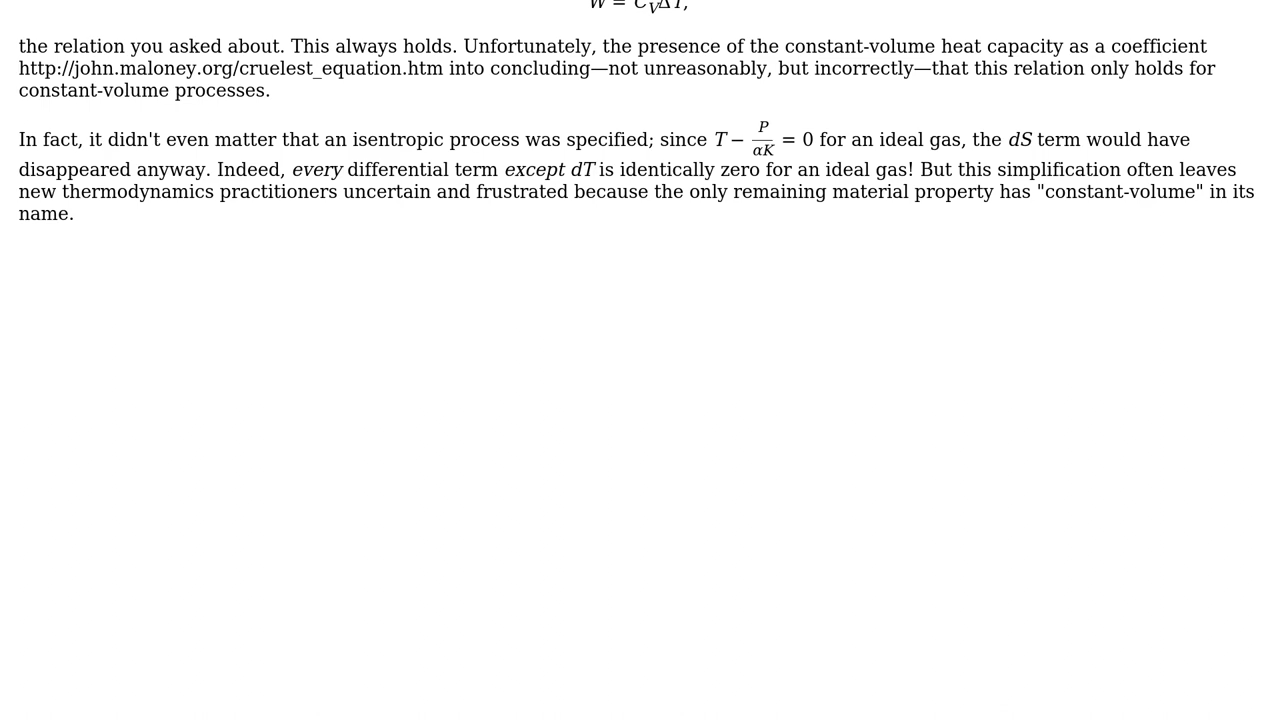 W = C_VΔT,
the relation you asked about. This always holds. Unfortunately, the presence of the constant-volume heat capacity as a coefficient
http://john.maloney.org/cruelest_equation.htm into concluding—not unreasonably, but incorrectly—that this relation only holds for
constant-volume processes.
In fact, it didn't even matter that an isentropic process was specified; since T − P/αK = 0 for an ideal gas, the dS term would have
disappeared anyway. Indeed, every differential term except dT is identically zero for an ideal gas! But this simplification often leaves
new thermodynamics practitioners uncertain and frustrated because the only remaining material property has "constant-volume" in its
name.